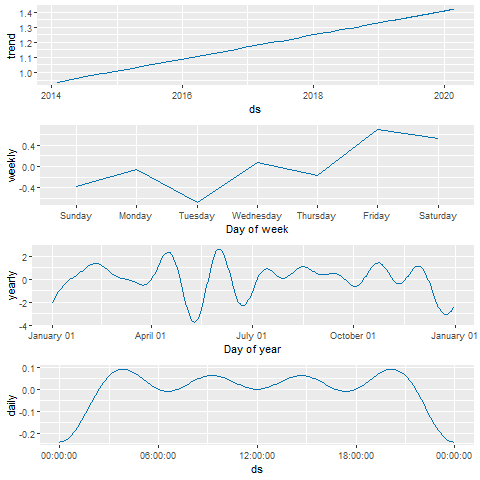 trend
1.4
1.3
1.2
1.1
1.0
2014 2016 2018 2020
ds
weekly
0.4
0.0
-0.4
Sunday Monday Tuesday Wednesday Thursday Friday Saturday
Day of week
yearly
2
0
-2
-4
January 01 April 01 July 01 October 01 January 01
Day of year
daily
0.1
0.0
-0.1
-0.2
00:00:00 06:00:00 12:00:00 18:00:00 00:00:00
ds